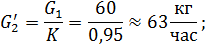 G′₂ = G₁/K = 60/0,95 ≈ 63 кг/час;